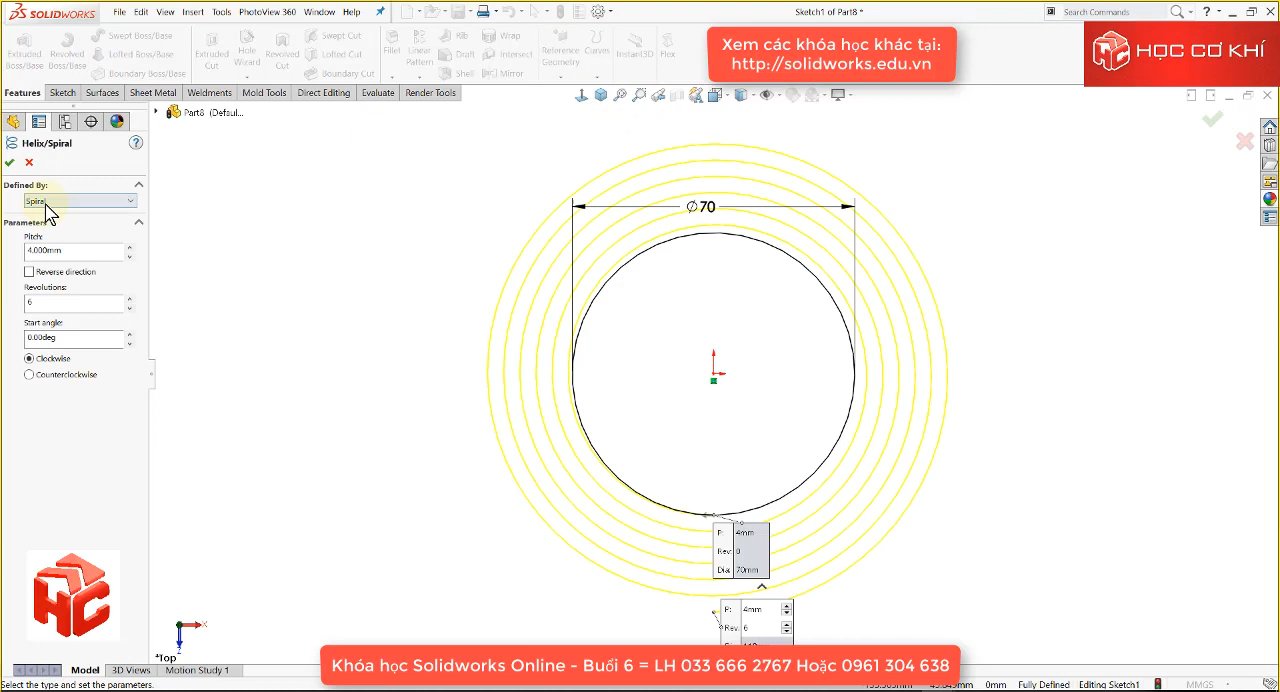 SOLIDWORKS
File Edit View Insert Tools PhotoView 360 Window Help
Sketch1 of Part8 *
Search Commands
Extruded Boss/Base
Revolved Boss/Base
Swept Boss/Base
Lofted Boss/Base
Boundary Boss/Base
Extruded Cut
Hole Wizard
Revolved Cut
Swept Cut
Lofted Cut
Boundary Cut
Fillet
Linear Pattern
Rib
Draft
Shell
Wrap
Intersect
Mirror
Reference Geometry
Curves
Instant3D
Flex
Xem các khóa học khác tại:
http://solidworks.edu.vn
HỌC CƠ KHÍ
Features Sketch Surfaces Sheet Metal Weldments Mold Tools Direct Editing Evaluate Render Tools
Part8 (Defaul...
Helix/Spiral
Defined By:
Spiral
Parameters
Pitch:
4.000mm
Reverse direction
Revolutions:
6
Start angle:
0.00deg
Clockwise
Counterclockwise
∅70
P: 4mm
Rev: 0
Dia: 70mm
P: 4mm
Rev: 6
HC
X
*Top
Khóa học Solidworks Online - Buổi 6 = LH 033 666 2767 Hoặc 0961 304 638
Model 3D Views Motion Study 1
Select the type and set the parameters.
0mm Fully Defined Editing Sketch1 MMGS